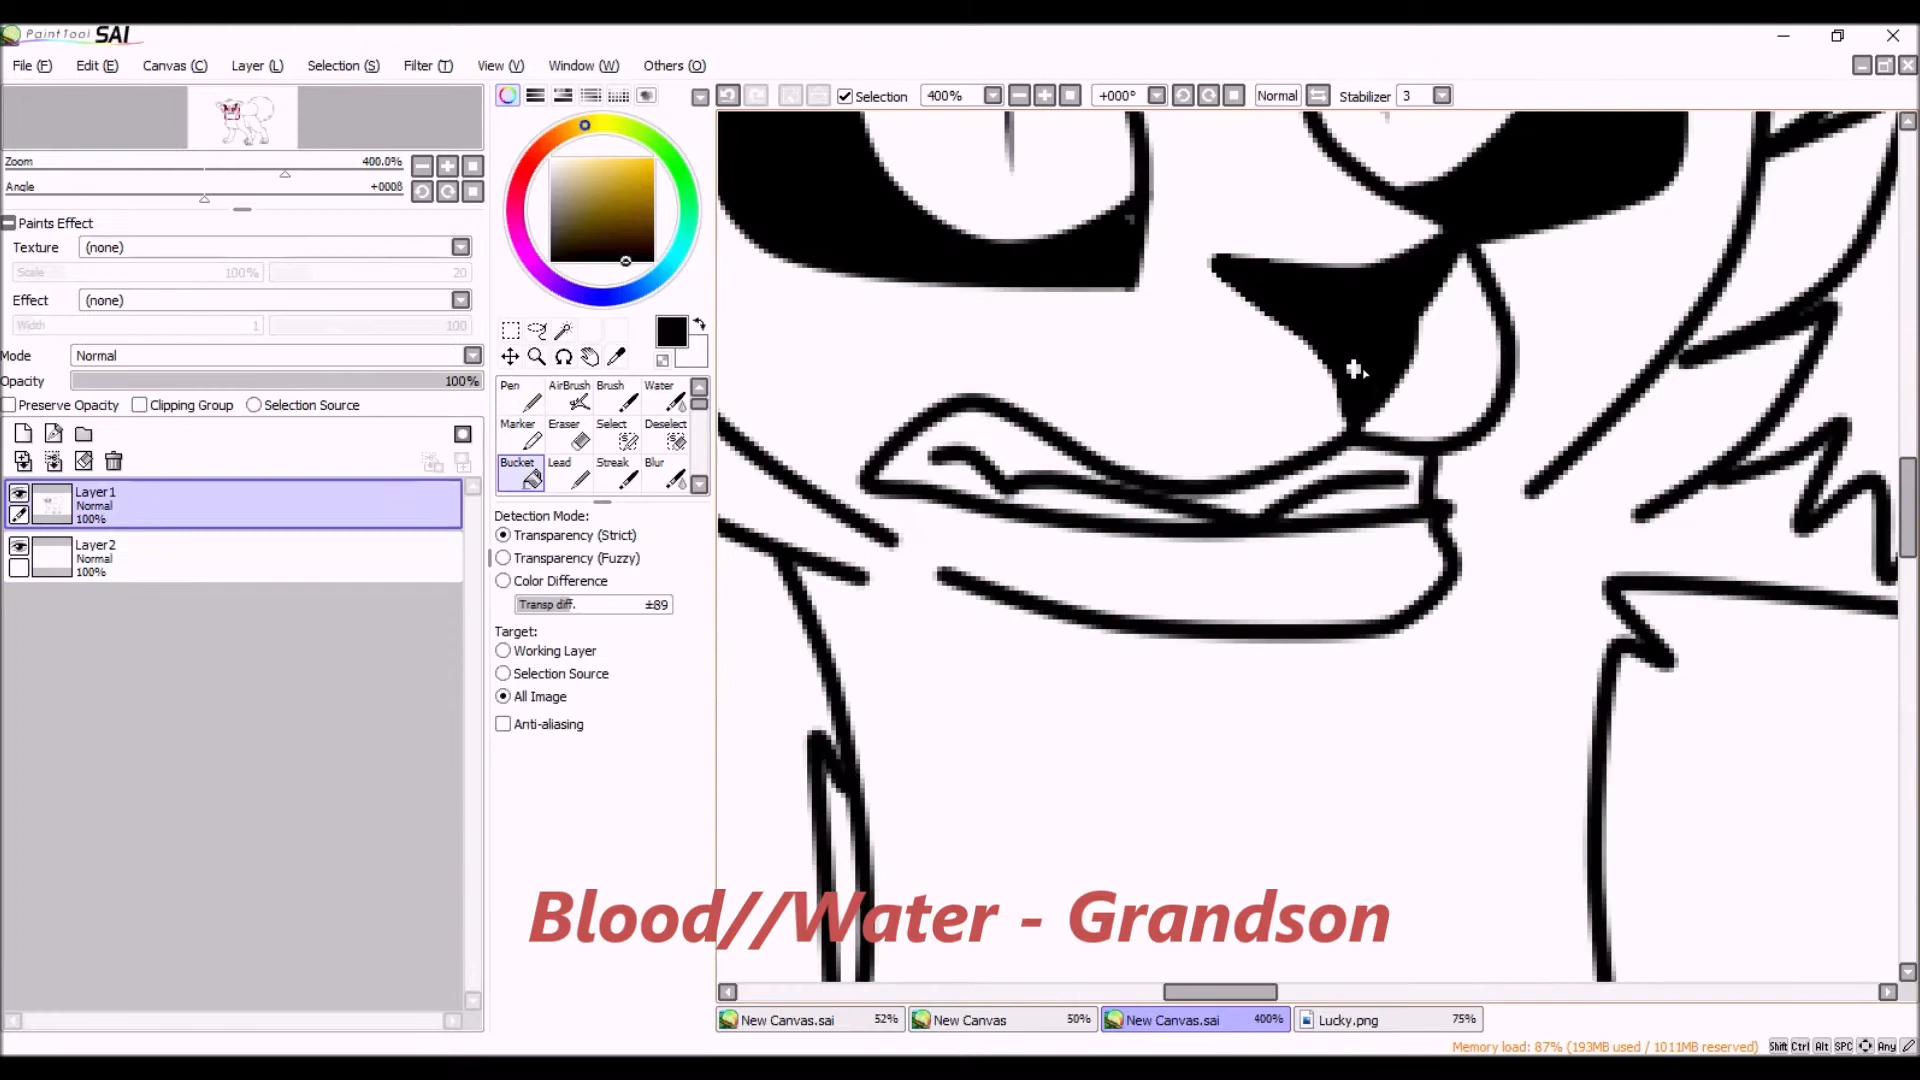 PaintTool SAI
File (F) Edit (E) Canvas (C) Layer (L) Selection (S) Filter (T) View (V) Window (W) Others (O)
Selection 400% +000° Normal Stabilizer 3
Zoom 400.0%
Angle +0008
Paints Effect
Texture (none)
Scale 100% 20
Effect (none)
Width 1 100
Mode Normal
Opacity 100%
Preserve Opacity Clipping Group Selection Source
Layer1
Normal
100%
Layer2
Normal
100%
Pen AirBrush Brush Water
Marker Eraser Select Deselect
Bucket Lead Streak Blur
Detection Mode:
Transparency (Strict)
Transparency (Fuzzy)
Color Difference
Transp diff. ±89
Target:
Working Layer
Selection Source
All Image
Anti-aliasing
Blood//Water - Grandson
New Canvas.sai 52% New Canvas 50% New Canvas.sai 400% Lucky.png 75%
Memory load: 87% (193MB used / 1011MB reserved) Shift Ctrl Alt SPC Any